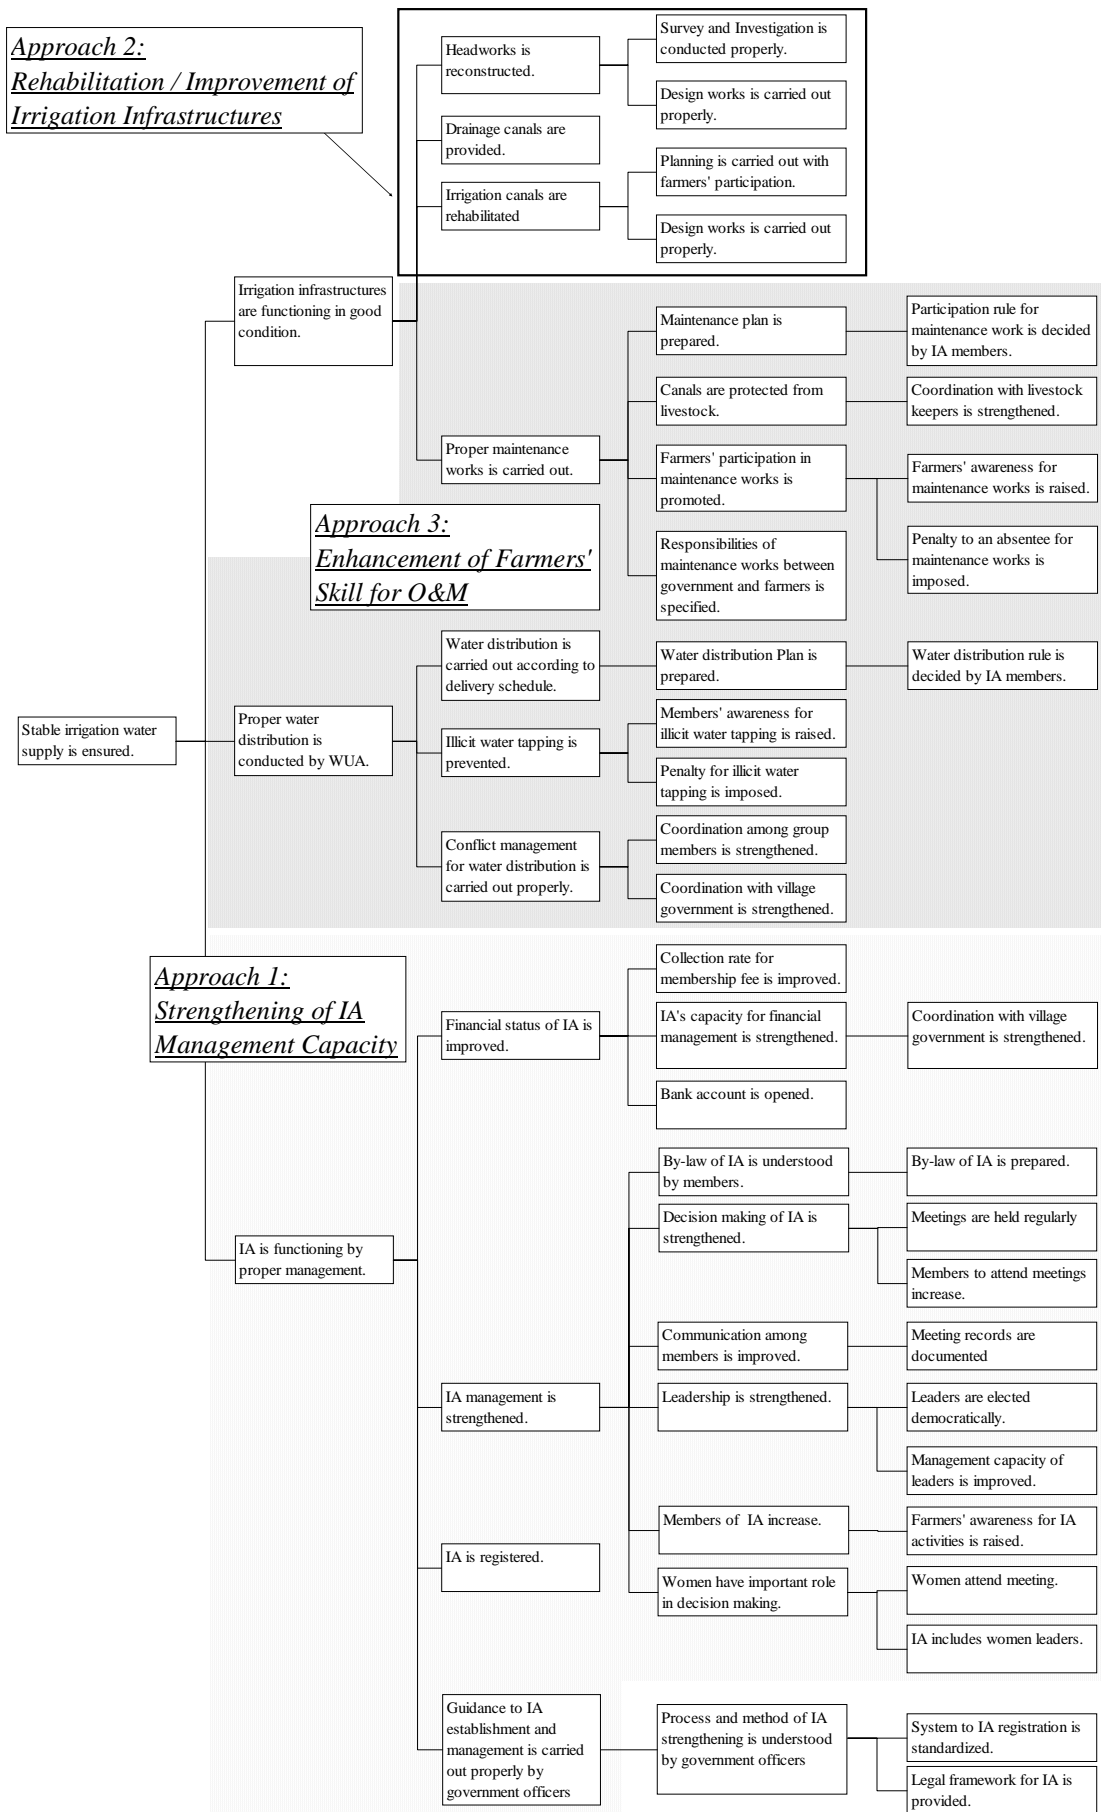 Approach 2:
Rehabilitation / Improvement of
Irrigation Infrastructures
Headworks is
reconstructed.
Survey and Investigation is
conducted properly.
Design works is carried out
properly.
Drainage canals are
provided.
Irrigation canals are
rehabilitated
Planning is carried out with
farmers' participation.
Design works is carried out
properly.
Irrigation infrastructures
are functioning in good
condition.
Maintenance plan is
prepared.
Participation rule for
maintenance work is decided
by IA members.
Canals are protected from
livestock.
Coordination with livestock
keepers is strengthened.
Proper maintenance
works is carried out.
Farmers' participation in
maintenance works is
promoted.
Farmers' awareness for
maintenance works is raised.
Penalty to an absentee for
maintenance works is
imposed.
Approach 3:
Enhancement of Farmers'
Skill for O&M
Responsibilities of
maintenance works between
government and farmers is
specified.
Water distribution is
carried out according to
delivery schedule.
Water distribution Plan is
prepared.
Water distribution rule is
decided by IA members.
Stable irrigation water
supply is ensured.
Proper water
distribution is
conducted by WUA.
Illicit water tapping is
prevented.
Members' awareness for
illicit water tapping is raised.
Penalty for illicit water
tapping is imposed.
Conflict management
for water distribution is
carried out properly.
Coordination among group
members is strengthened.
Coordination with village
government is strengthened.
Approach 1:
Strengthening of IA
Management Capacity
Financial status of IA is
improved.
Collection rate for
membership fee is improved.
IA's capacity for financial
management is strengthened.
Coordination with village
government is strengthened.
Bank account is opened.
IA is functioning by
proper management.
By-law of IA is understood
by members.
By-law of IA is prepared.
Decision making of IA is
strengthened.
Meetings are held regularly
Members to attend meetings
increase.
Communication among
members is improved.
Meeting records are
documented
IA management is
strengthened.
Leadership is strengthened.
Leaders are elected
democratically.
Management capacity of
leaders is improved.
Members of  IA increase.
Farmers' awareness for IA
activities is raised.
IA is registered.
Women have important role
in decision making.
Women attend meeting.
IA includes women leaders.
Guidance to IA
establishment and
management is carried
out properly by
government officers
Process and method of IA
strengthening is understood
by government officers
System to IA registration is
standardized.
Legal framework for IA is
provided.